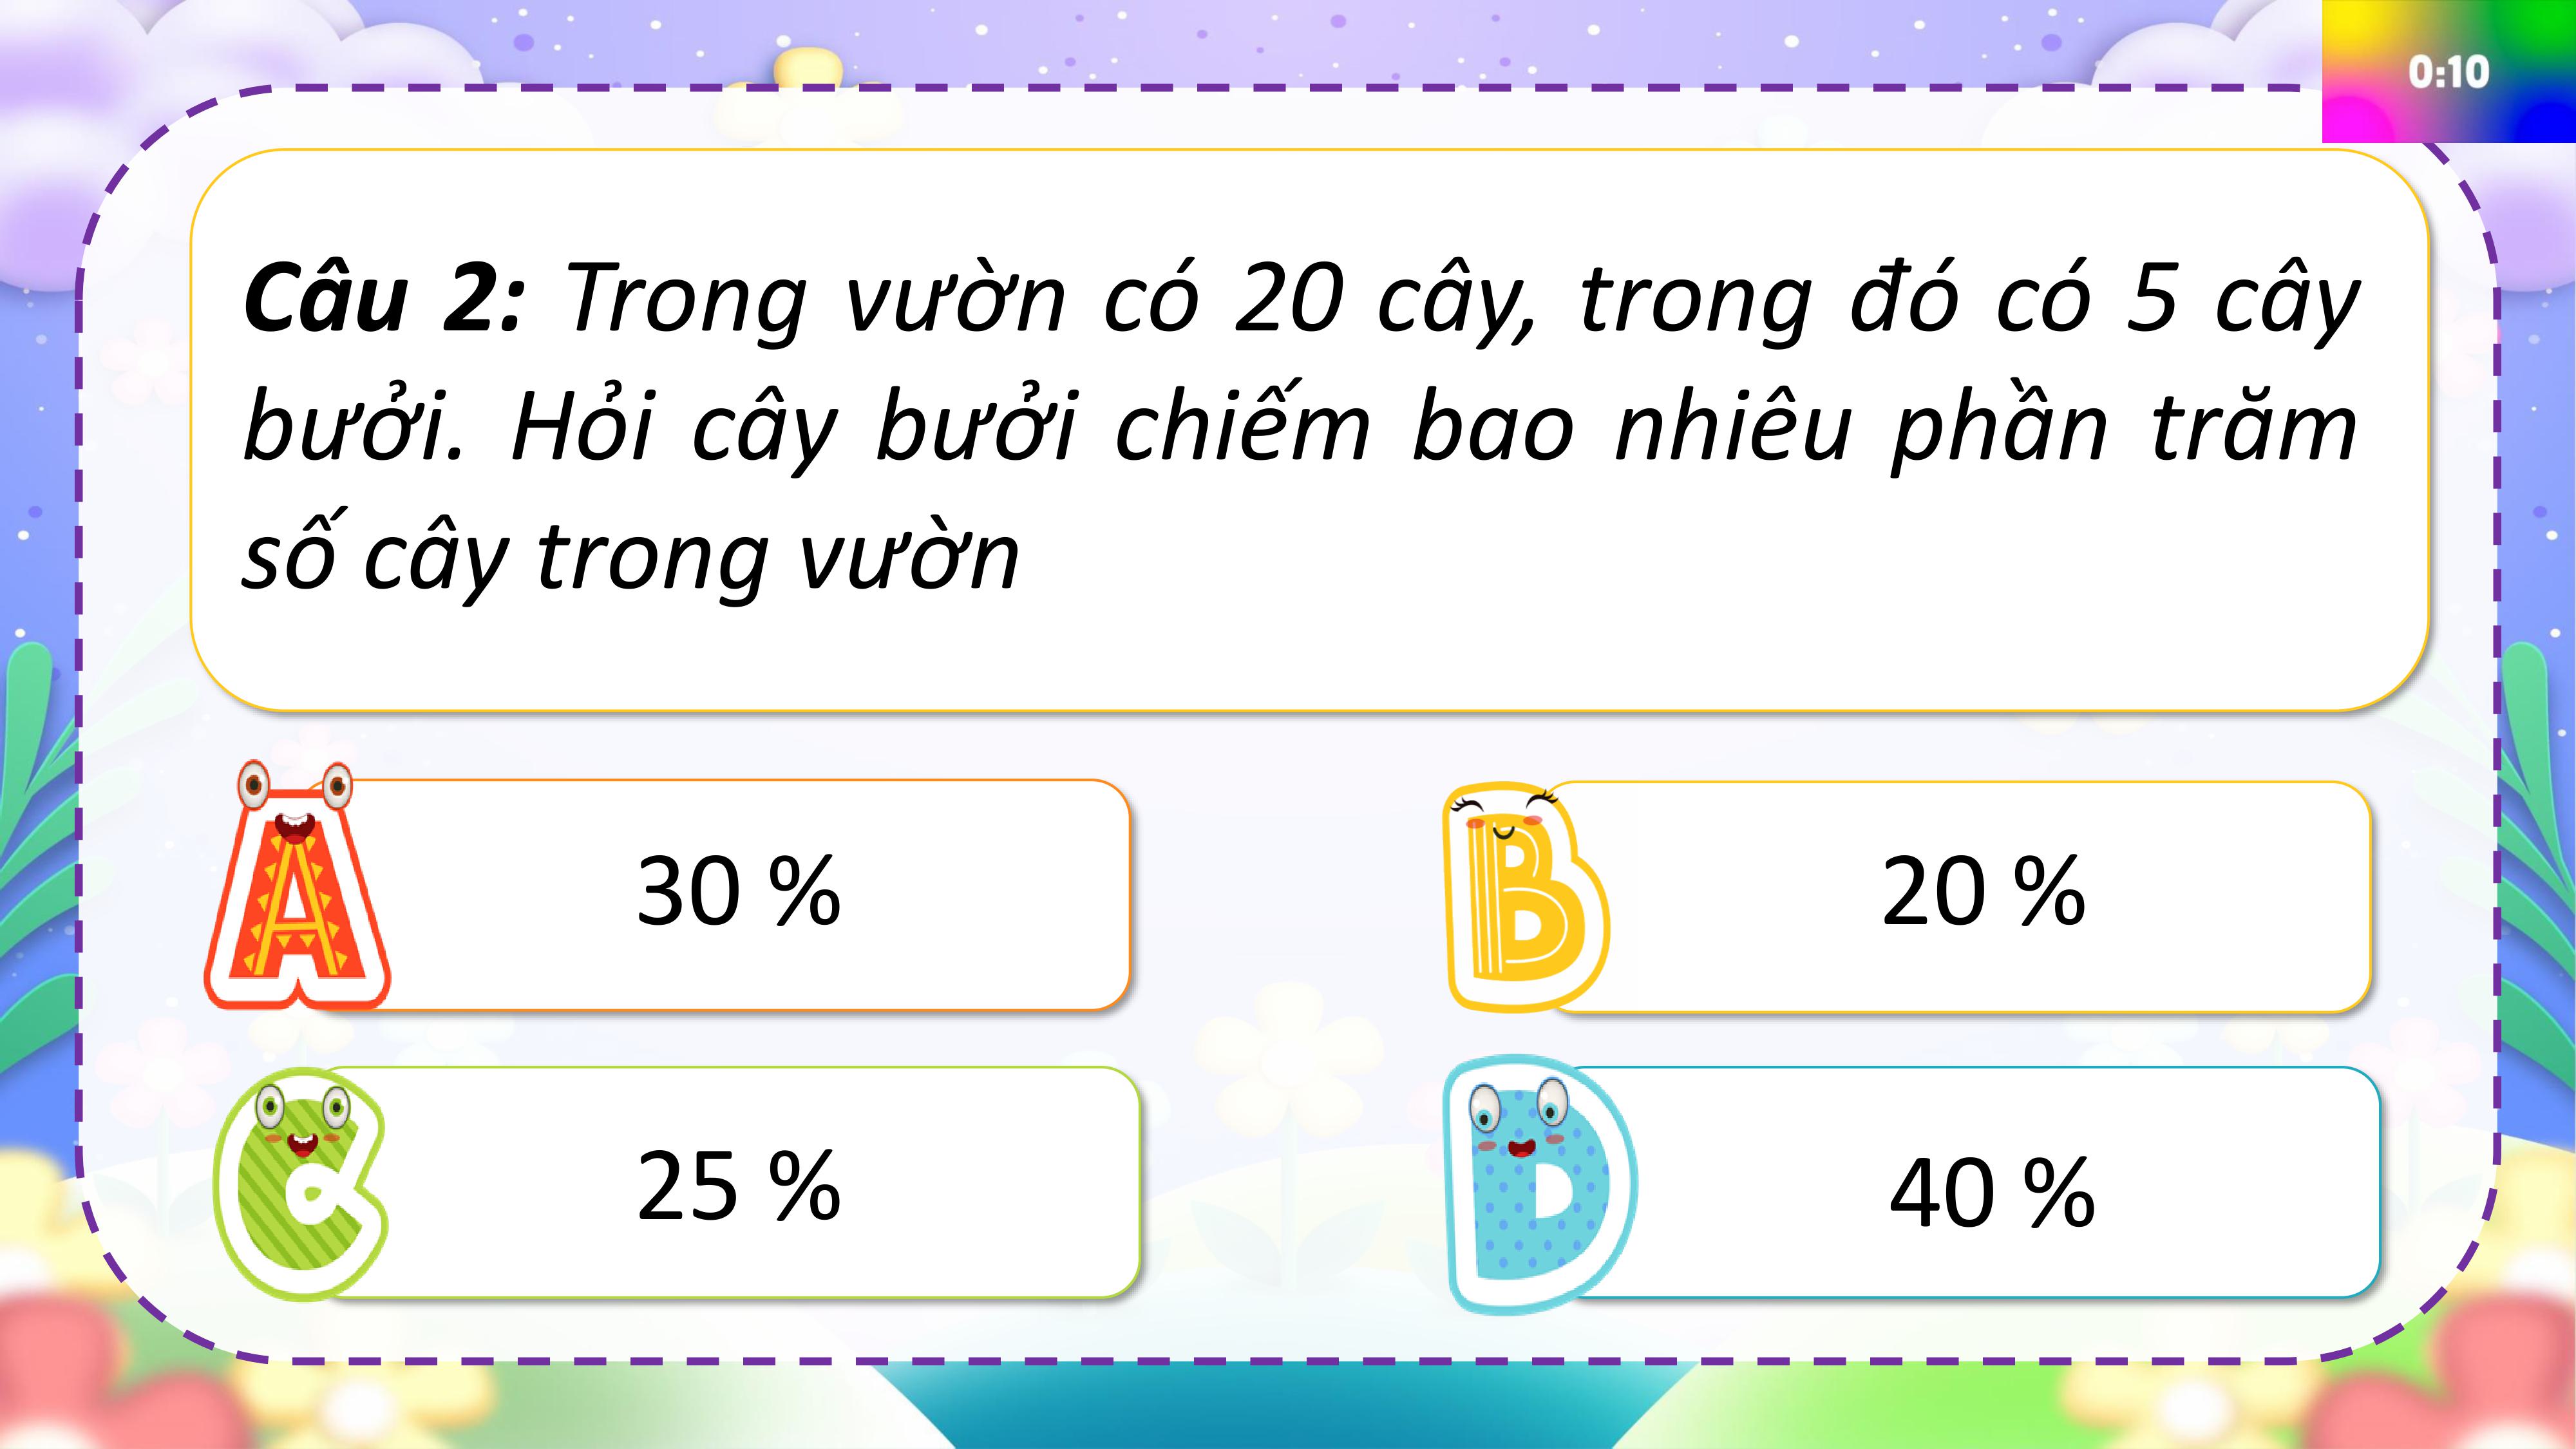 0:10
Câu 2: Trong vườn có 20 cây, trong đó có 5 cây
bưởi. Hỏi cây bưởi chiếm bao nhiêu phần trăm
số cây trong vườn
A 30 %
B 20 %
C 25 %
D 40 %